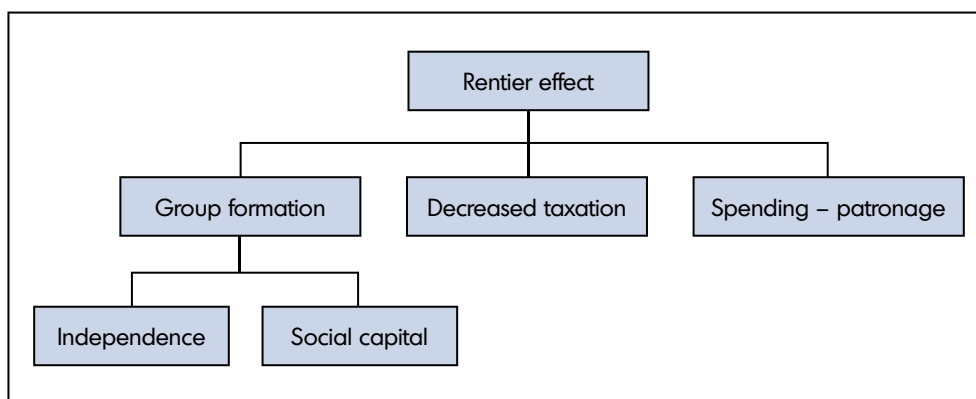 Rentier effect
Group formation
Decreased taxation
Spending – patronage
Independence
Social capital